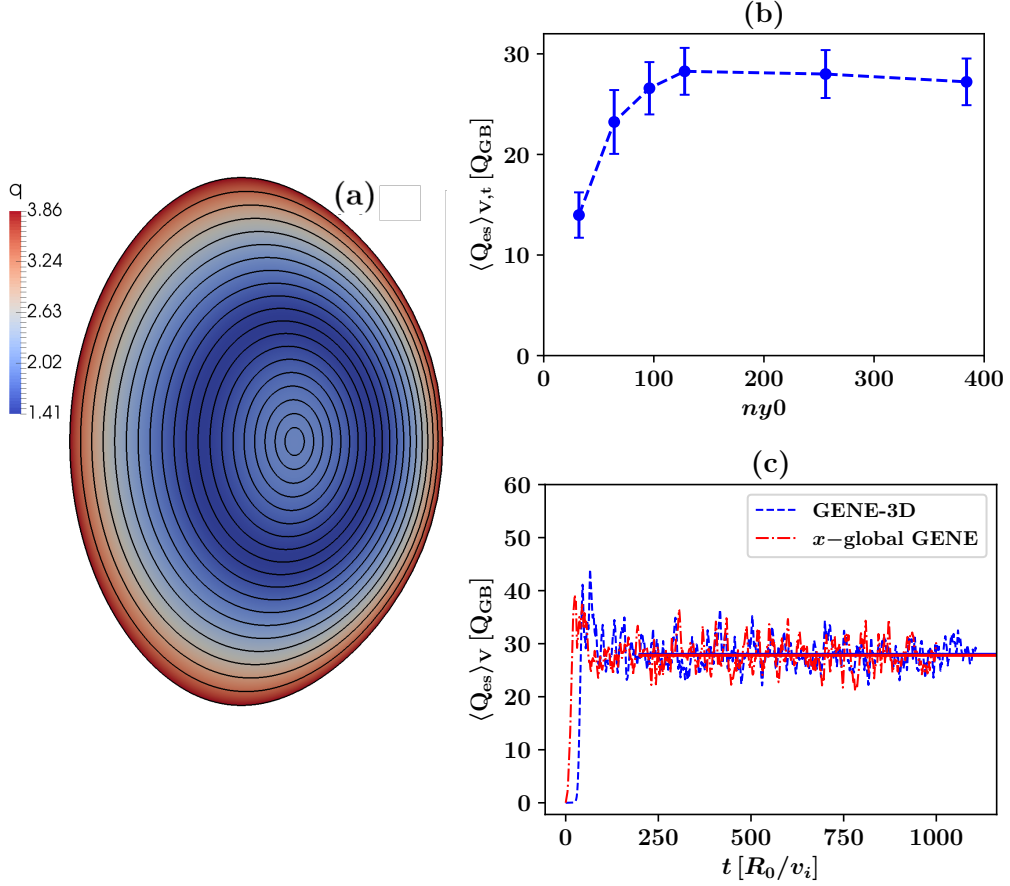 (a)
q
3.86
3.24
2.63
2.02
1.41
(b)
30
20
10
0
⟨Q_es⟩_V,t [Q_GB]
0
100
200
300
400
ny0
(c)
60
50
40
30
20
10
0
⟨Q_es⟩_V [Q_GB]
GENE-3D
x−global GENE
0
250
500
750
1000
t [R_0/v_i]